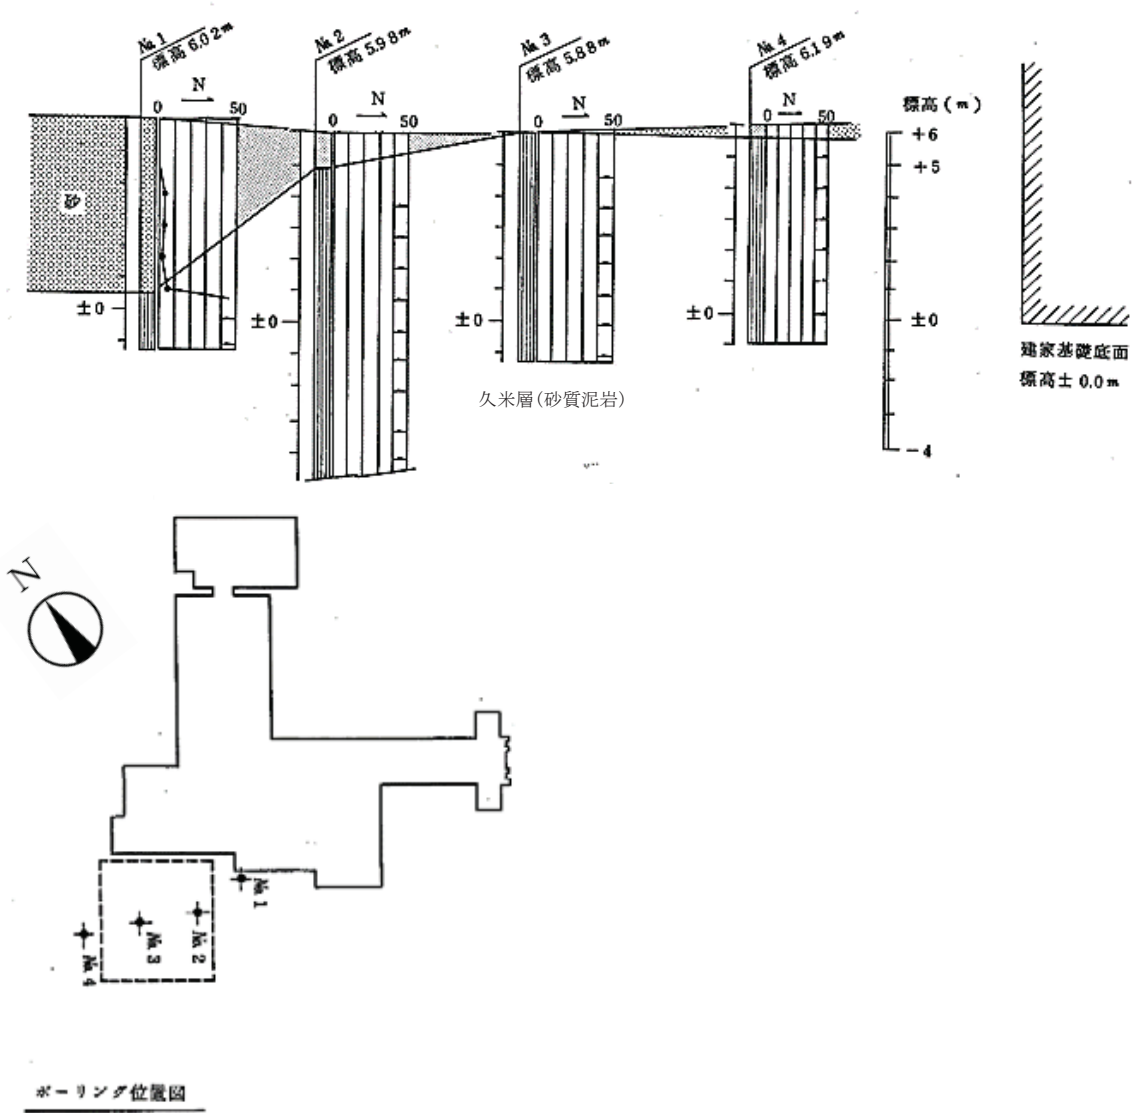 №1
標高 6.02m
№2
標高 5.98m
№3
標高 5.88m
№4
標高 6.19m
N
0 50
N
0 50
N
0 50
N
0 50
標高(m)
+6
+5
±0
-4
砂
±0
±0
±0
±0
建家基礎底面
標高±0.0m
久米層(砂質泥岩)
N
№1
№2
№3
№4
ボーリング位置図